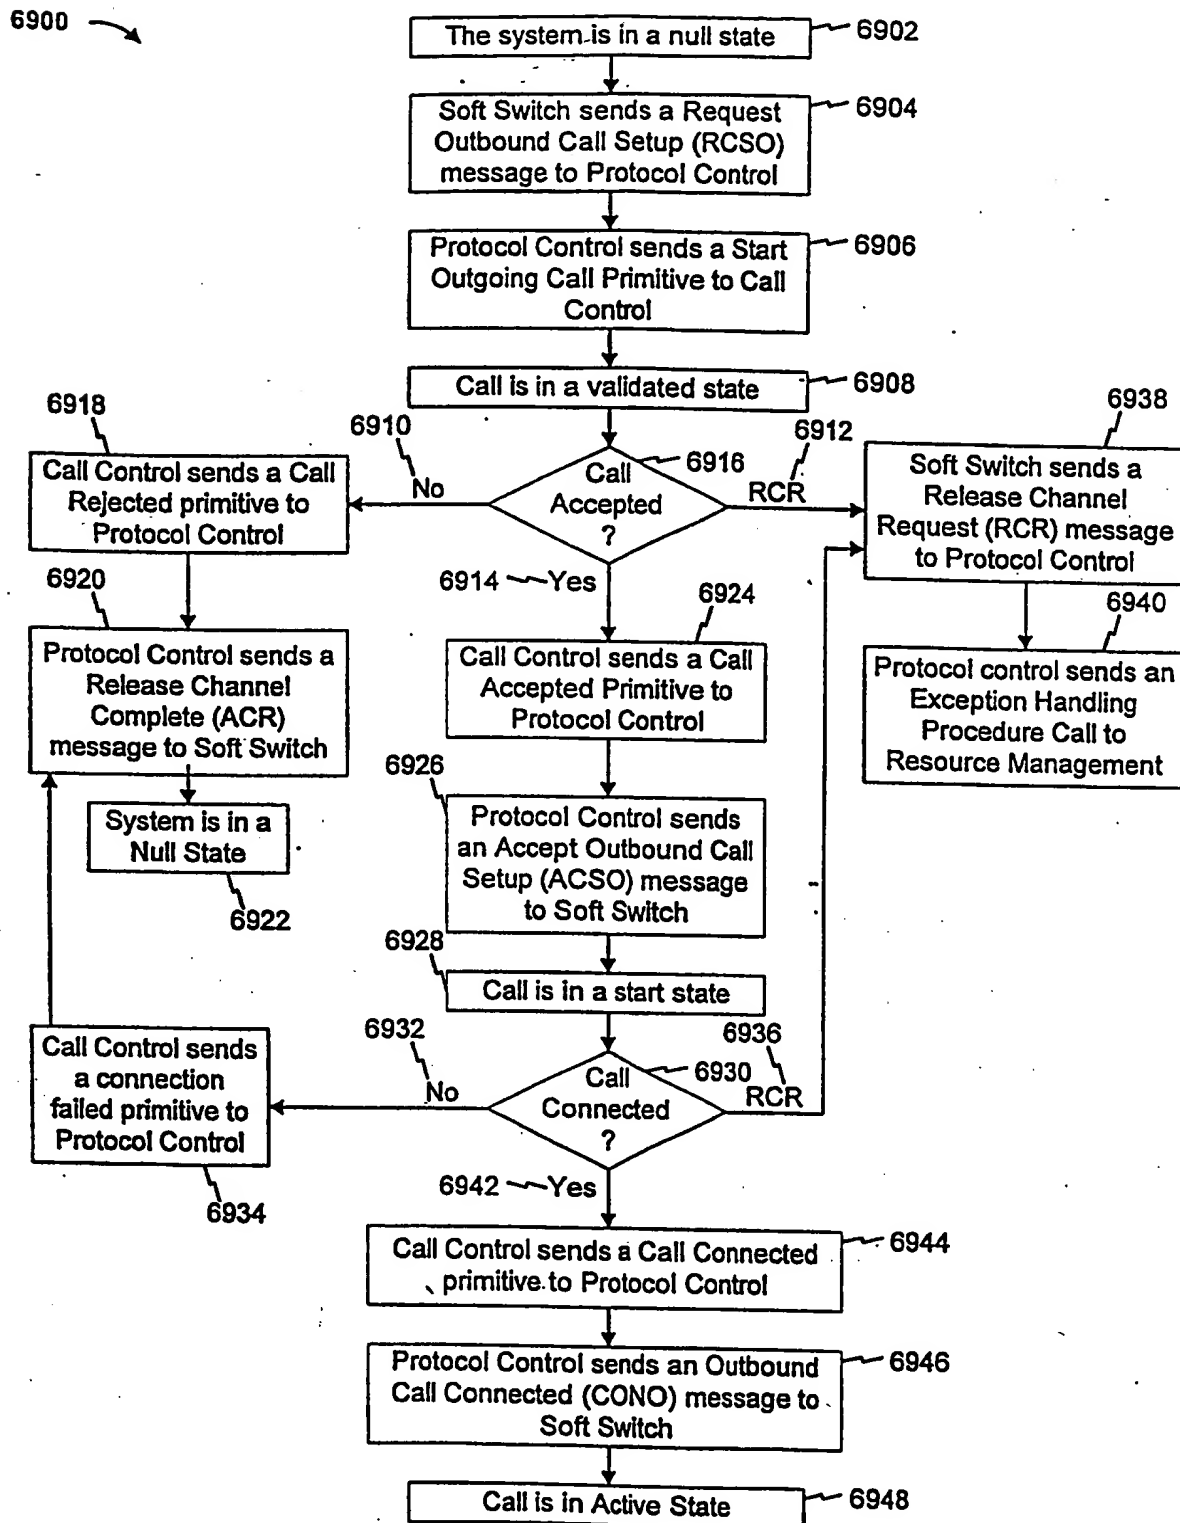 6900
The system is in a null state
6902
Soft Switch sends a Request
Outbound Call Setup (RCSO)
message to Protocol Control
6904
Protocol Control sends a Start
Outgoing Call Primitive to Call
Control
6906
Call is in a validated state
6908
6910
6912
Call
Accepted
?
6916
No
RCR
6914
Yes
6918
Call Control sends a Call
Rejected primitive to
Protocol Control
6920
Protocol Control sends a
Release Channel
Complete (ACR)
message to Soft Switch
System is in a
Null State
6922
6938
Soft Switch sends a
Release Channel
Request (RCR) message
to Protocol Control
6940
Protocol control sends an
Exception Handling
Procedure Call to
Resource Management
6924
Call Control sends a Call
Accepted Primitive to
Protocol Control
6926
Protocol Control sends
an Accept Outbound Call
Setup (ACSO) message
to Soft Switch
6928
Call is in a start state
6932
6936
Call
Connected
?
6930
No
RCR
Call Control sends
a connection
failed primitive to
Protocol Control
6934
6942
Yes
Call Control sends a Call Connected
primitive to Protocol Control
6944
Protocol Control sends an Outbound
Call Connected (CONO) message to
Soft Switch
6946
Call is in Active State
6948